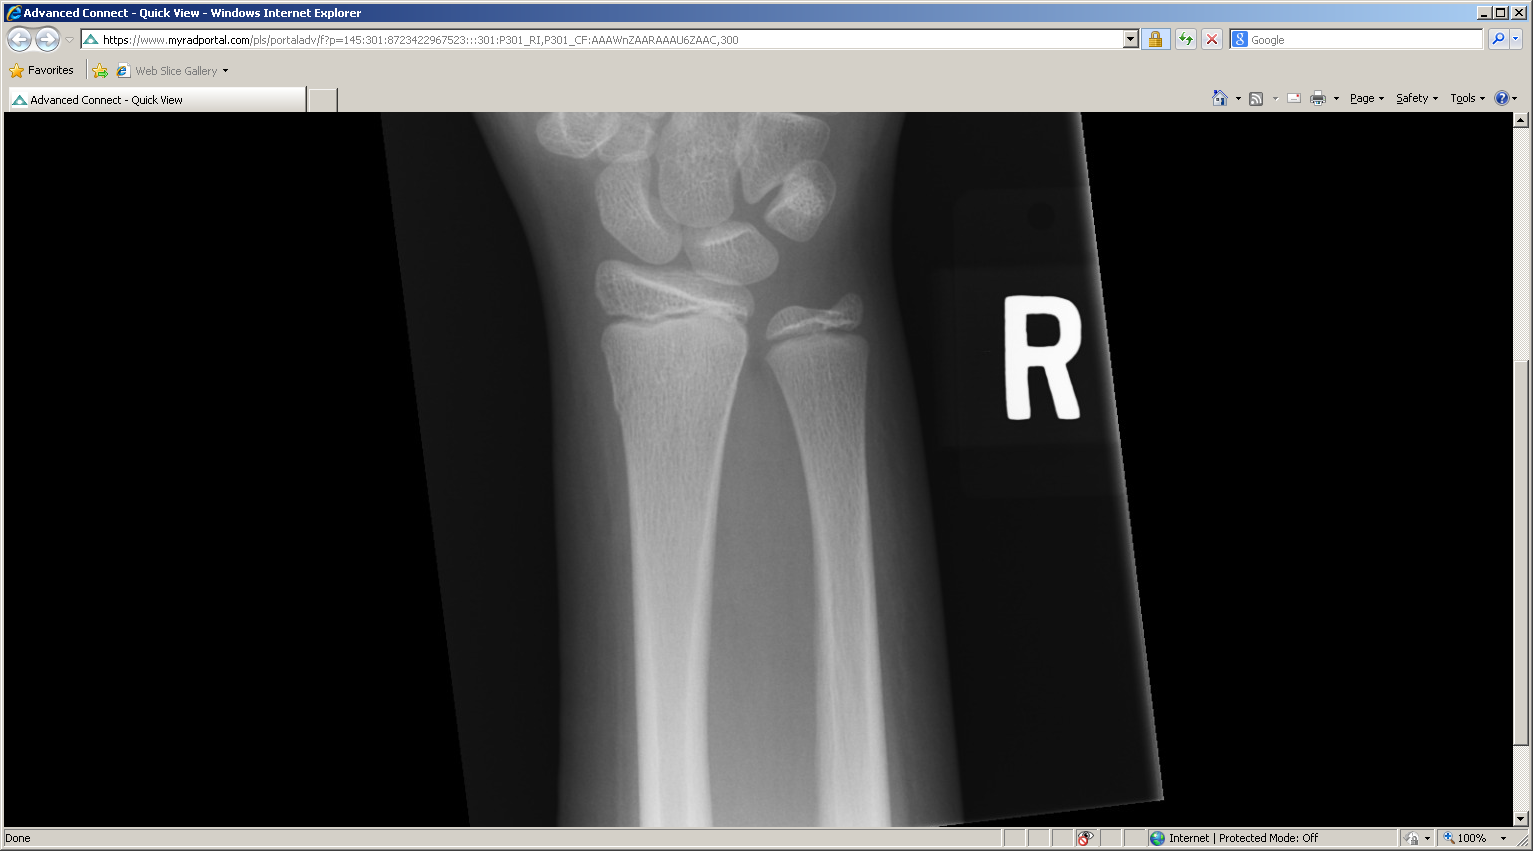 Advanced Connect - Quick View - Windows Internet Explorer
https://www.myradportal.com/pls/portaladv/f?p=145:301:8723422967523:::301:P301_RI,P301_CF:AAAWnZAARAAAU6ZAAC,300
Google
Favorites Web Slice Gallery
Advanced Connect - Quick View
Page Safety Tools
R
Done Internet | Protected Mode: Off 100%